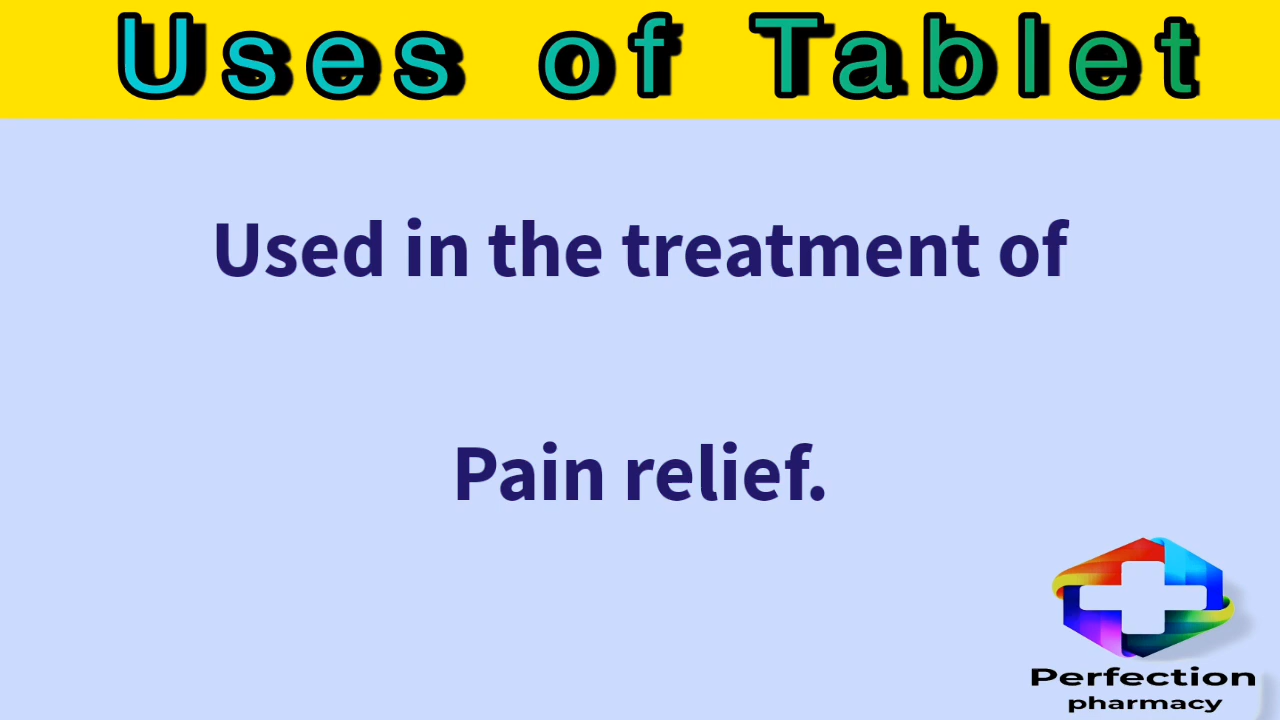 Uses of Tablet
Used in the treatment of
Pain relief.
Perfection
pharmacy